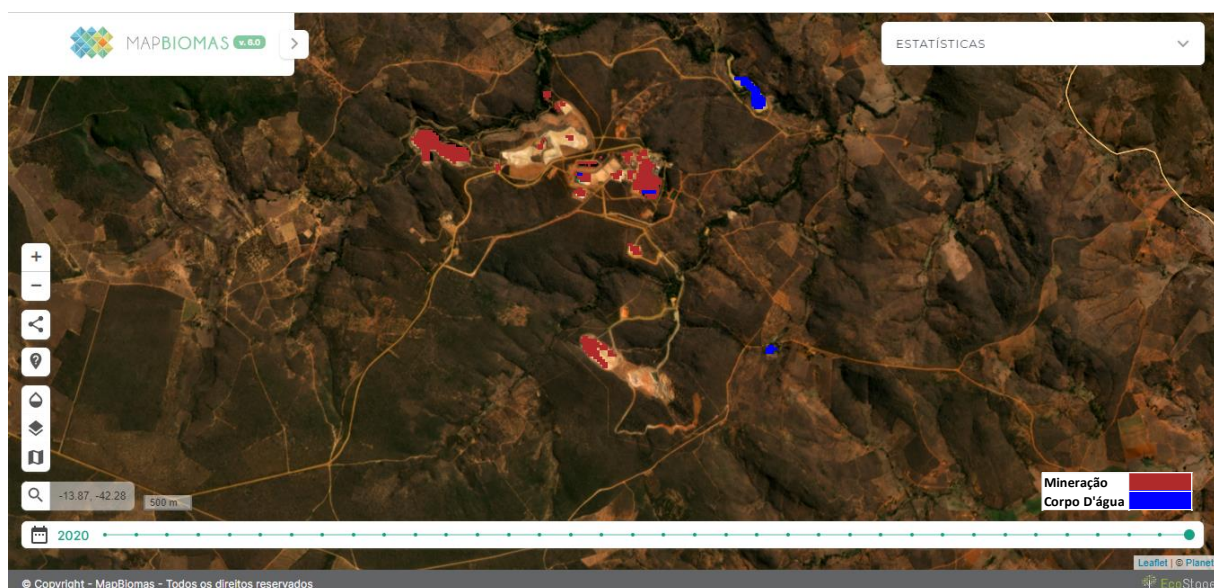 MAPBIOMAS v. 6.0
ESTATÍSTICAS
-13.87, -42.28
500 m
Mineração
Corpo D'água
2020
Leaflet | © Planet
© Copyright - MapBiomas - Todos os direitos reservados
EcoStage